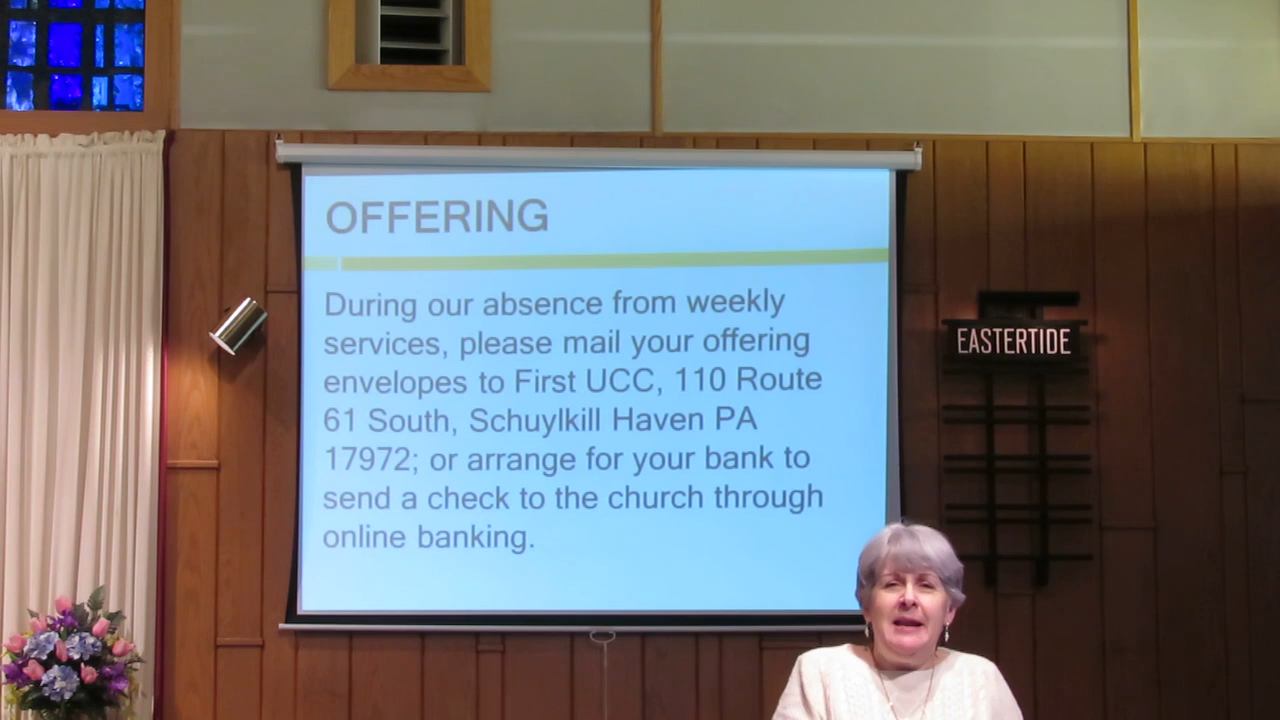 OFFERING
During our absence from weekly
services, please mail your offering
envelopes to First UCC, 110 Route
61 South, Schuylkill Haven PA
17972; or arrange for your bank to
send a check to the church through
online banking.
EASTERTIDE